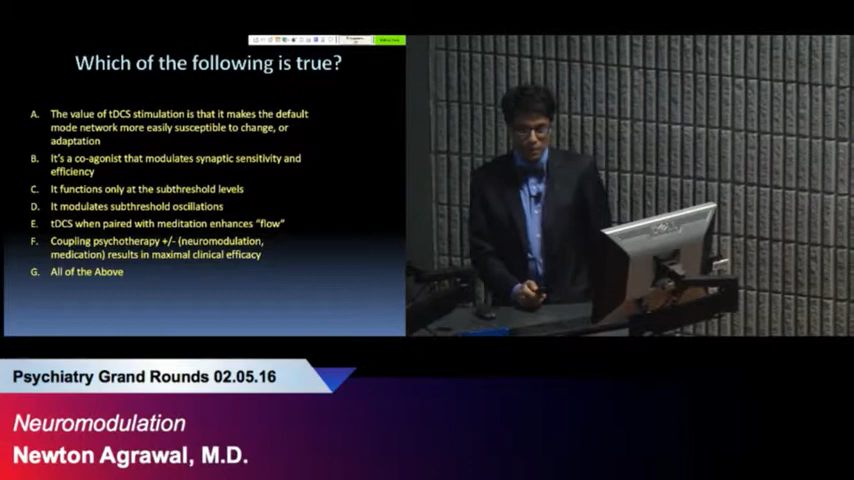 Which of the following is true?
A. The value of tDCS stimulation is that it makes the default
mode network more easily susceptible to change, or
adaptation
B. It's a co-agonist that modulates synaptic sensitivity and
efficiency
C. It functions only at the subthreshold levels
D. It modulates subthreshold oscillations
E. tDCS when paired with meditation enhances "flow"
F. Coupling psychotherapy +/- (neuromodulation,
medication) results in maximal clinical efficacy
G. All of the Above
DELL
Psychiatry Grand Rounds 02.05.16
Neuromodulation
Newton Agrawal, M.D.